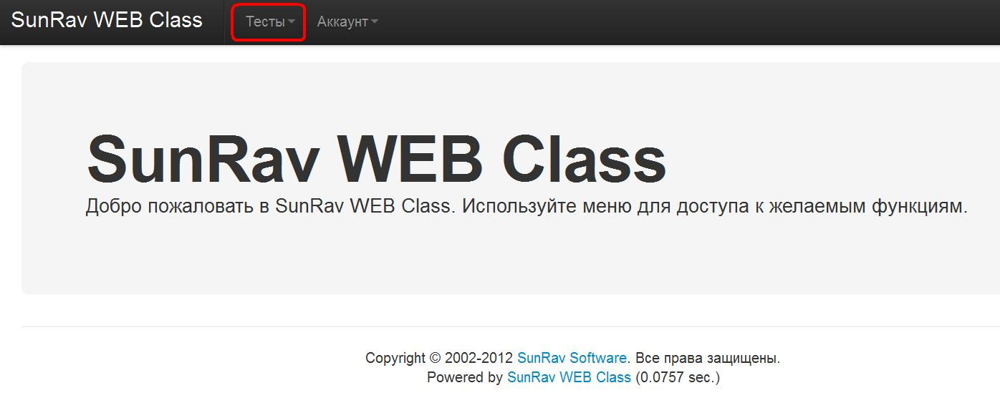 SunRav WEB Class Тесты Аккаунт
SunRav WEB Class
Добро пожаловать в SunRav WEB Class. Используйте меню для доступа к желаемым функциям.
Copyright © 2002-2012 SunRav Software. Все права защищены.
Powered by SunRav WEB Class (0.0757 sec.)